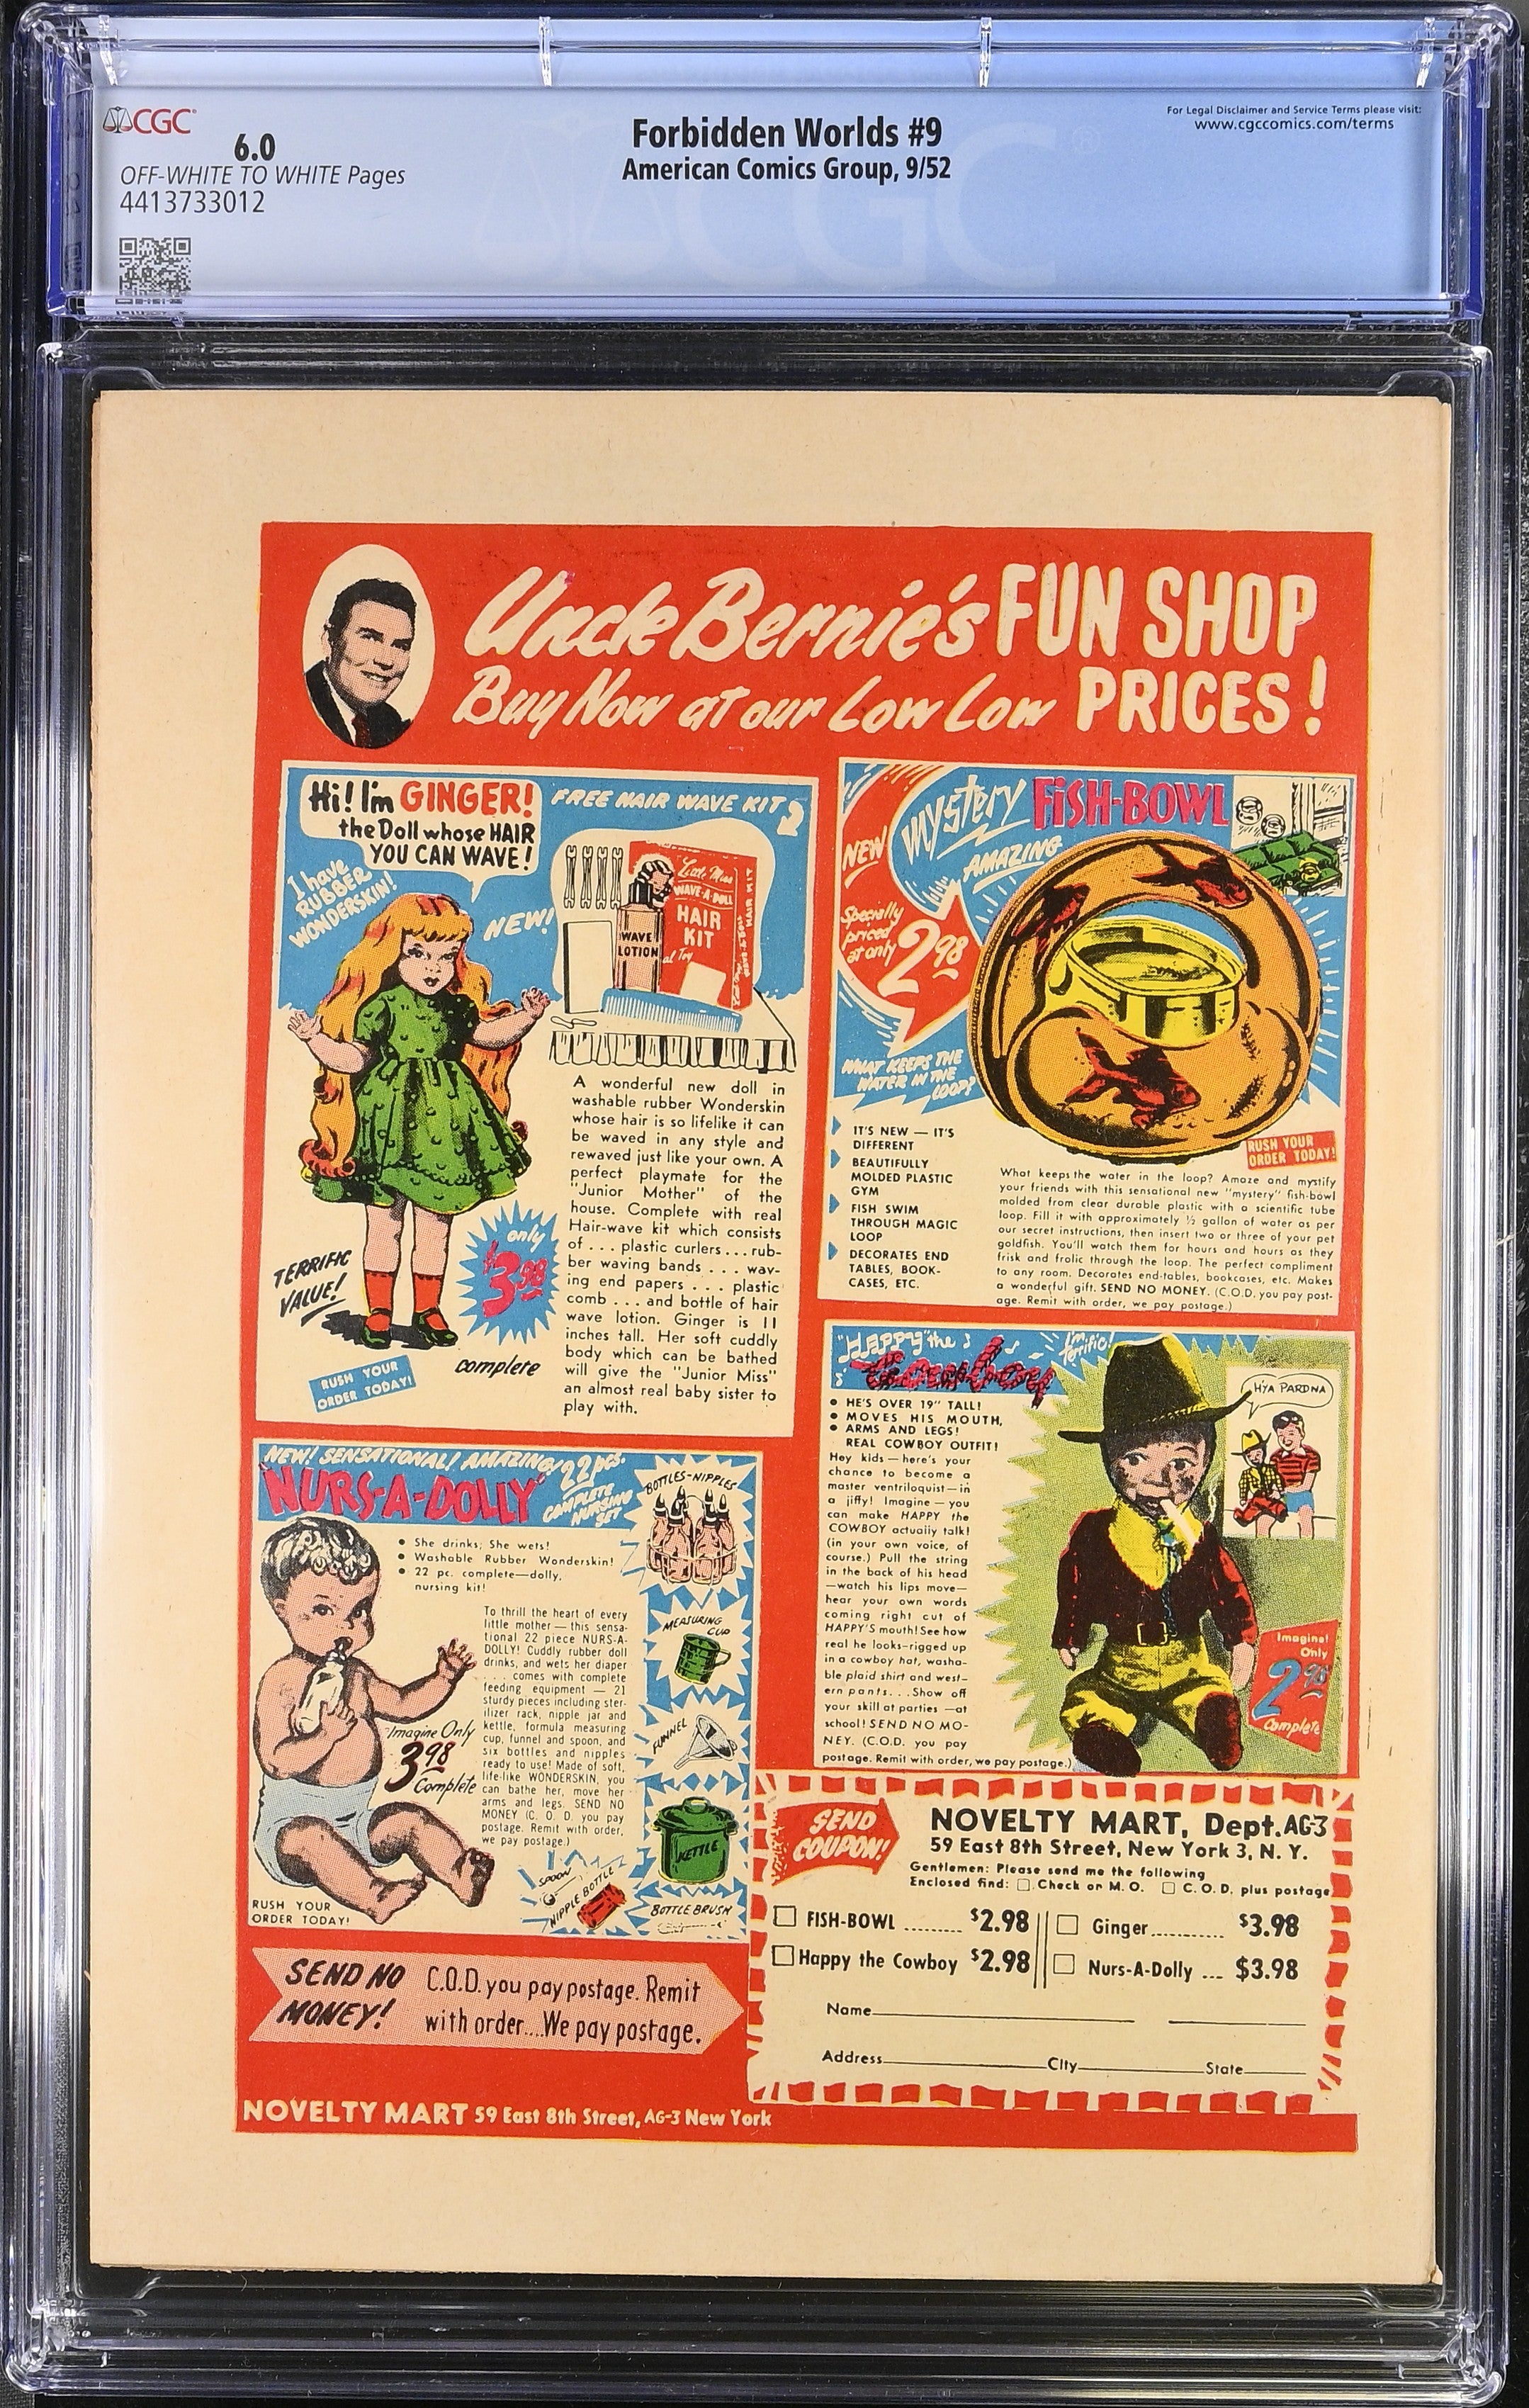 CGC
6.0
OFF-WHITE TO WHITE Pages
4413733012
Forbidden Worlds #9
American Comics Group, 9/52
For Legal Disclaimer and Service Terms please visit:
www.cgccomics.com/terms
Uncle Bernie's FUN SHOP
Buy Now at our Low Low PRICES!
Hi! I'm GINGER!
the Doll whose HAIR
YOU CAN WAVE!
I have
RUBBER
WONDERSKIN!
FREE HAIR WAVE KIT
NEW!
WAVE
LOTION
Little Miss
WAVE-A-DOLL
HAIR
KIT
HAIR KIT
A wonderful new doll in
washable rubber Wonderskin
whose hair is so lifelike it can
be waved in any style and
rewaved just like your own. A
perfect playmate for the
"Junior Mother" of the
house. Complete with real
Hair-wave kit which consists
of . . . plastic curlers . . . rub-
ber waving bands . . . wav-
ing end papers . . . plastic
comb . . . and bottle of hair
wave lotion. Ginger is 11
inches tall. Her soft cuddly
body which can be bathed
will give the "Junior Miss"
an almost real baby sister to
play with.
TERRIFIC
VALUE!
only
$3.98
complete
RUSH YOUR
ORDER TODAY!
NEW
Mystery FISH-BOWL
AMAZING
Specially
priced
at only
2.98
WHAT KEEPS THE
WATER IN THE
LOOP?
IT'S NEW — IT'S
DIFFERENT
BEAUTIFULLY
MOLDED PLASTIC
GYM
FISH SWIM
THROUGH MAGIC
LOOP
DECORATES END
TABLES, BOOK-
CASES, ETC.
RUSH YOUR
ORDER TODAY!
What keeps the water in the loop? Amaze and mystify
your friends with this sensational new "mystery" fish-bowl
molded from clear durable plastic with a scientific tube
loop. Fill it with approximately ½ gallon of water as per
our secret instructions, then insert two or three of your pet
goldfish. You'll watch them for hours and hours as they
frisk and frolic through the loop. The perfect compliment
to any room. Decorates end-tables, bookcases, etc. Makes
a wonderful gift. SEND NO MONEY. (C.O.D. you pay post-
age. Remit with order, we pay postage.)
"HAPPY" the
Cowboy
I'm
terrific!
• HE'S OVER 19" TALL!
• MOVES HIS MOUTH,
• ARMS AND LEGS!
REAL COWBOY OUTFIT!
Hey kids — here's your
chance to become a
master ventriloquist — in
a jiffy! Imagine — you
can make HAPPY the
COWBOY actually talk!
(in your own voice, of
course.) Pull the string
in the back of his head
—watch his lips move—
hear your own words
coming right cut of
HAPPY'S mouth! See how
real he looks-rigged up
in a cowboy hat, washa-
ble plaid shirt and west-
ern pants. . . Show off
your skill at parties —at
school! SEND NO MO-
NEY. (C.O.D. you pay
postage. Remit with order, we pay postage.)
HI'YA PARDNA
Imagine!
Only
2.98
Complete
NEW! SENSATIONAL! AMAZING!
"NURS-A-DOLLY"
22 pcs.
COMPLETE
NURSING
SET
• She drinks; She wets!
• Washable Rubber Wonderskin!
• 22 pc. complete—dolly,
nursing kit!
To thrill the heart of every
little mother — this sensa-
tional 22 piece NURS-A-
DOLLY! Cuddly rubber doll
drinks, and wets her diaper
. . . . comes with complete
feeding equipment — 21
sturdy pieces including ster-
ilizer rack, nipple jar and
kettle, formula measuring
cup, funnel and spoon, and
six bottles and nipples
ready to use! Made of soft,
life-like WONDERSKIN, you
can bathe her, move her
arms and legs. SEND NO
MONEY (C. O. D. you pay
postage. Remit with order,
we pay postage.)
Imagine Only
3.98
Complete
RUSH YOUR
ORDER TODAY!
BOTTLES-NIPPLES
MEASURING
CUP
FUNNEL
KETTLE
SPOON
NIPPLE BOTTLE
BOTTLE BRUSH
SEND
COUPON!
NOVELTY MART, Dept. AG-3
59 East 8th Street, New York 3, N. Y.
Gentlemen: Please send me the following
Enclosed find: Check or M. O. C. O. D. plus postage
FISH-BOWL ........ $2.98
Ginger ............ $3.98
Happy the Cowboy $2.98
Nurs-A-Dolly ... $3.98
Name
Address City State
SEND NO
MONEY!
C.O.D. you pay postage. Remit
with order....We pay postage.
NOVELTY MART 59 East 8th Street, AG-3 New York